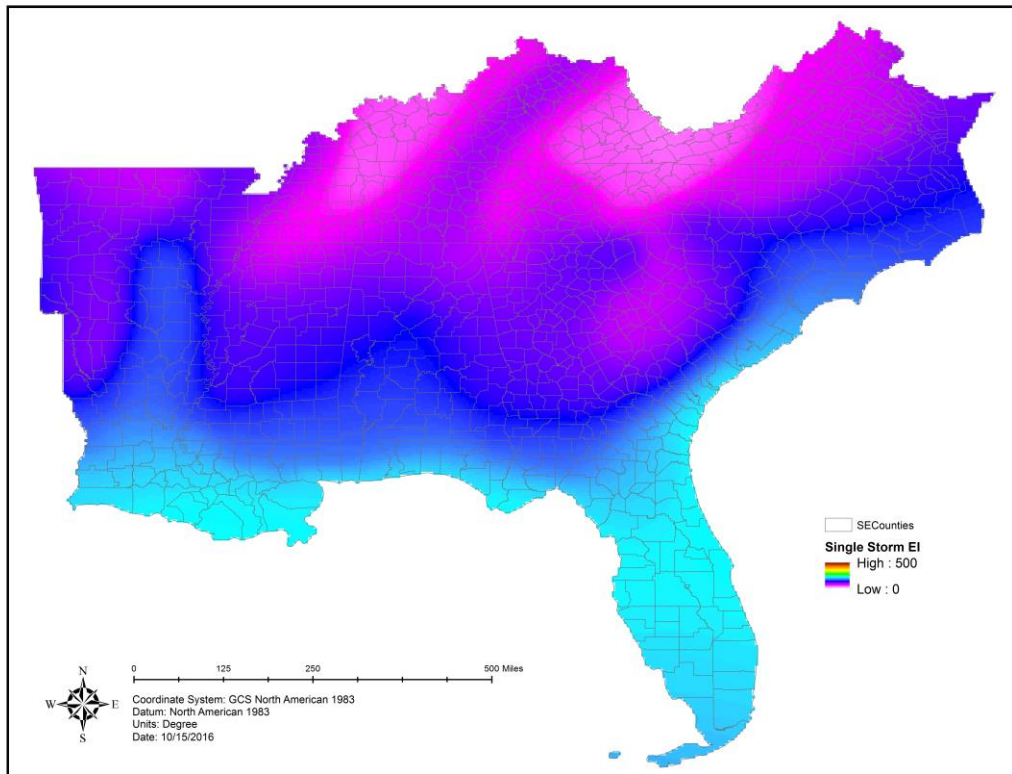 SECounties
Single Storm EI
High : 500
Low : 0
0 125 250 500 Miles
N
W E
S
Coordinate System: GCS North American 1983
Datum: North American 1983
Units: Degree
Date: 10/15/2016